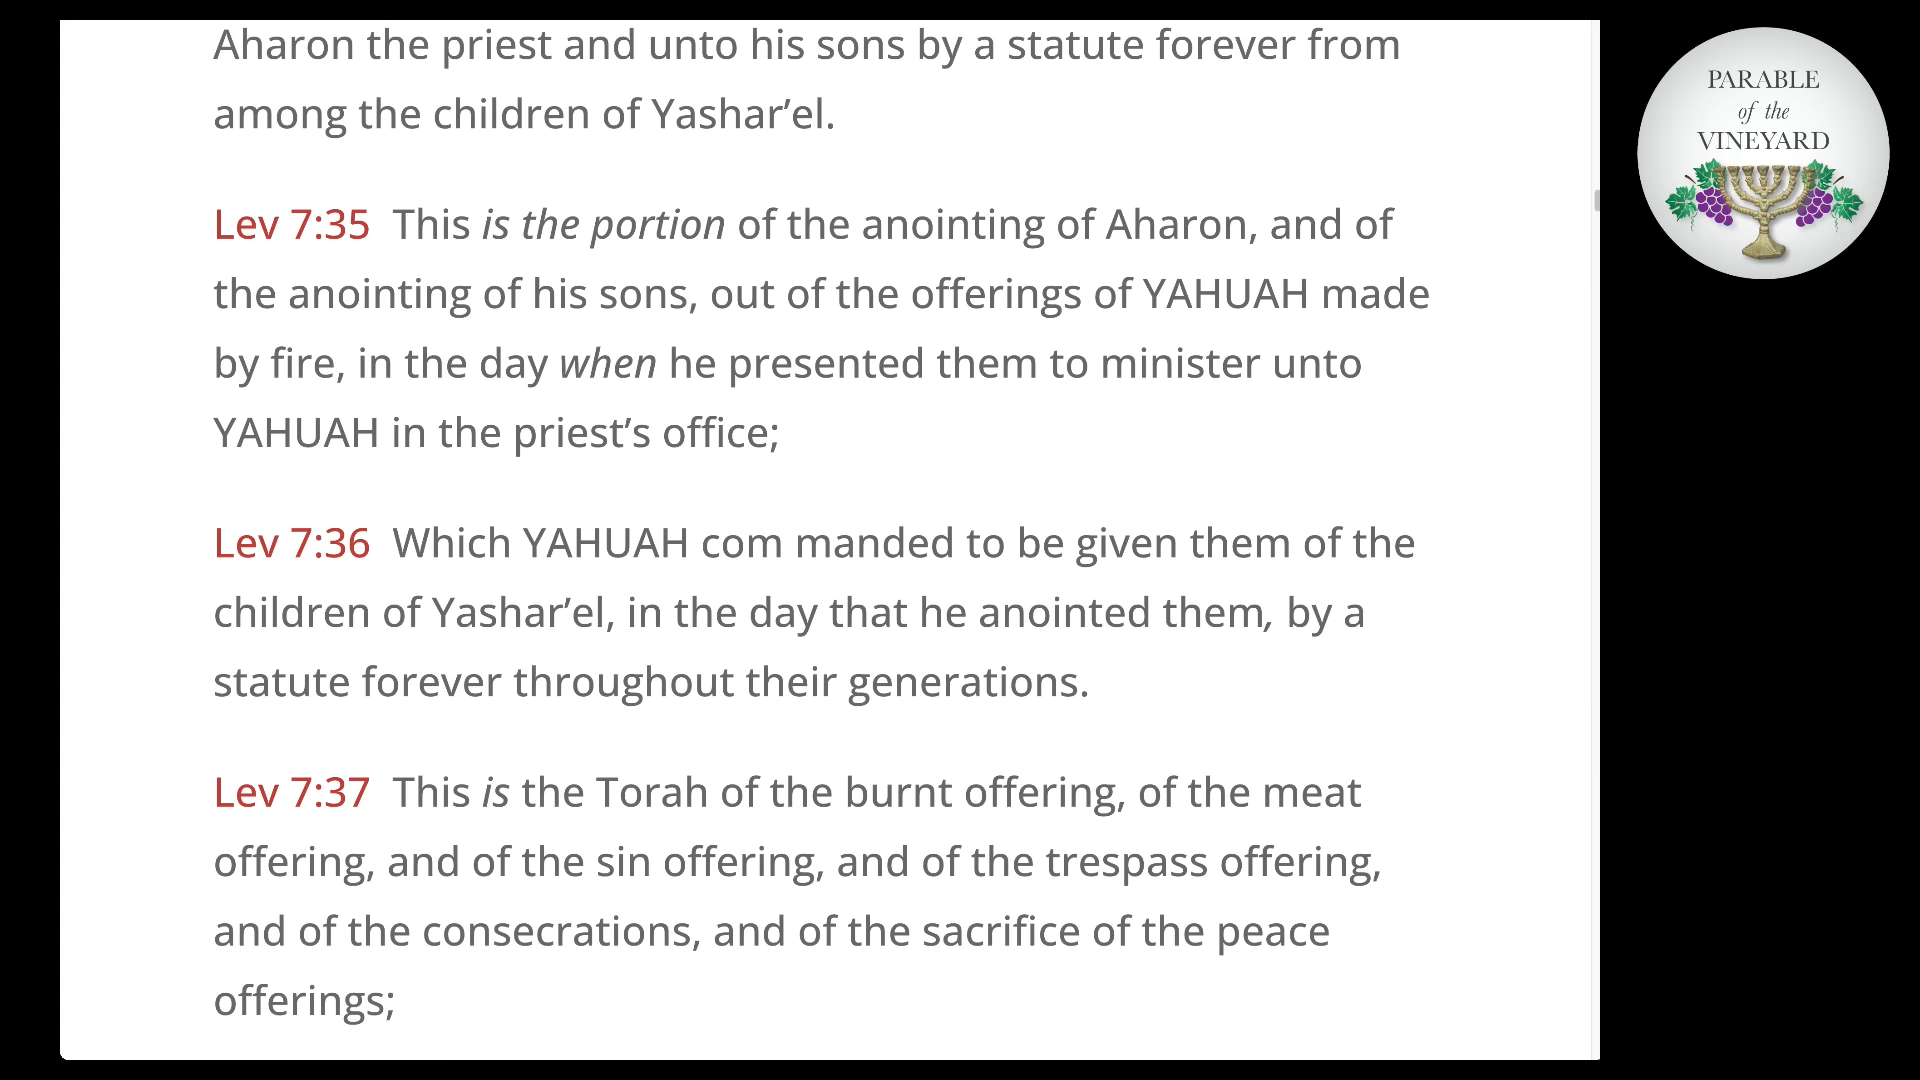 Aharon the priest and unto his sons by a statute forever from
among the children of Yashar’el.
Lev 7:35 This is the portion of the anointing of Aharon, and of
the anointing of his sons, out of the offerings of YAHUAH made
by fire, in the day when he presented them to minister unto
YAHUAH in the priest’s office;
Lev 7:36 Which YAHUAH com manded to be given them of the
children of Yashar’el, in the day that he anointed them, by a
statute forever throughout their generations.
Lev 7:37 This is the Torah of the burnt offering, of the meat
offering, and of the sin offering, and of the trespass offering,
and of the consecrations, and of the sacrifice of the peace
offerings;
PARABLE
of the
VINEYARD